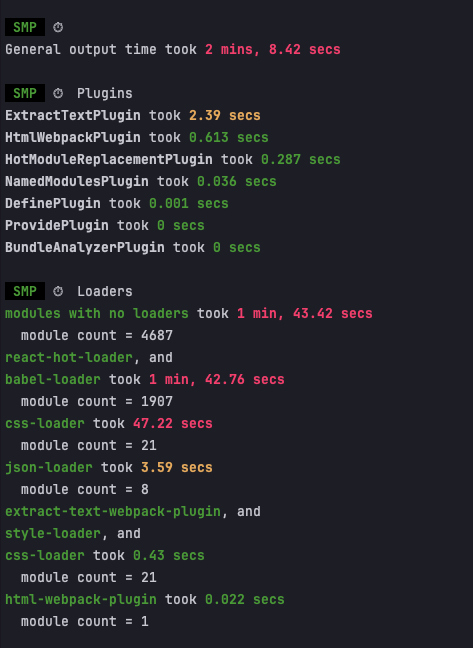 SMP ⏱
General output time took 2 mins, 8.42 secs
SMP ⏱ Plugins
ExtractTextPlugin took 2.39 secs
HtmlWebpackPlugin took 0.613 secs
HotModuleReplacementPlugin took 0.287 secs
NamedModulesPlugin took 0.036 secs
DefinePlugin took 0.001 secs
ProvidePlugin took 0 secs
BundleAnalyzerPlugin took 0 secs
SMP ⏱ Loaders
modules with no loaders took 1 min, 43.42 secs
module count = 4687
react-hot-loader, and
babel-loader took 1 min, 42.76 secs
module count = 1907
css-loader took 47.22 secs
module count = 21
json-loader took 3.59 secs
module count = 8
extract-text-webpack-plugin, and
style-loader, and
css-loader took 0.43 secs
module count = 21
html-webpack-plugin took 0.022 secs
module count = 1